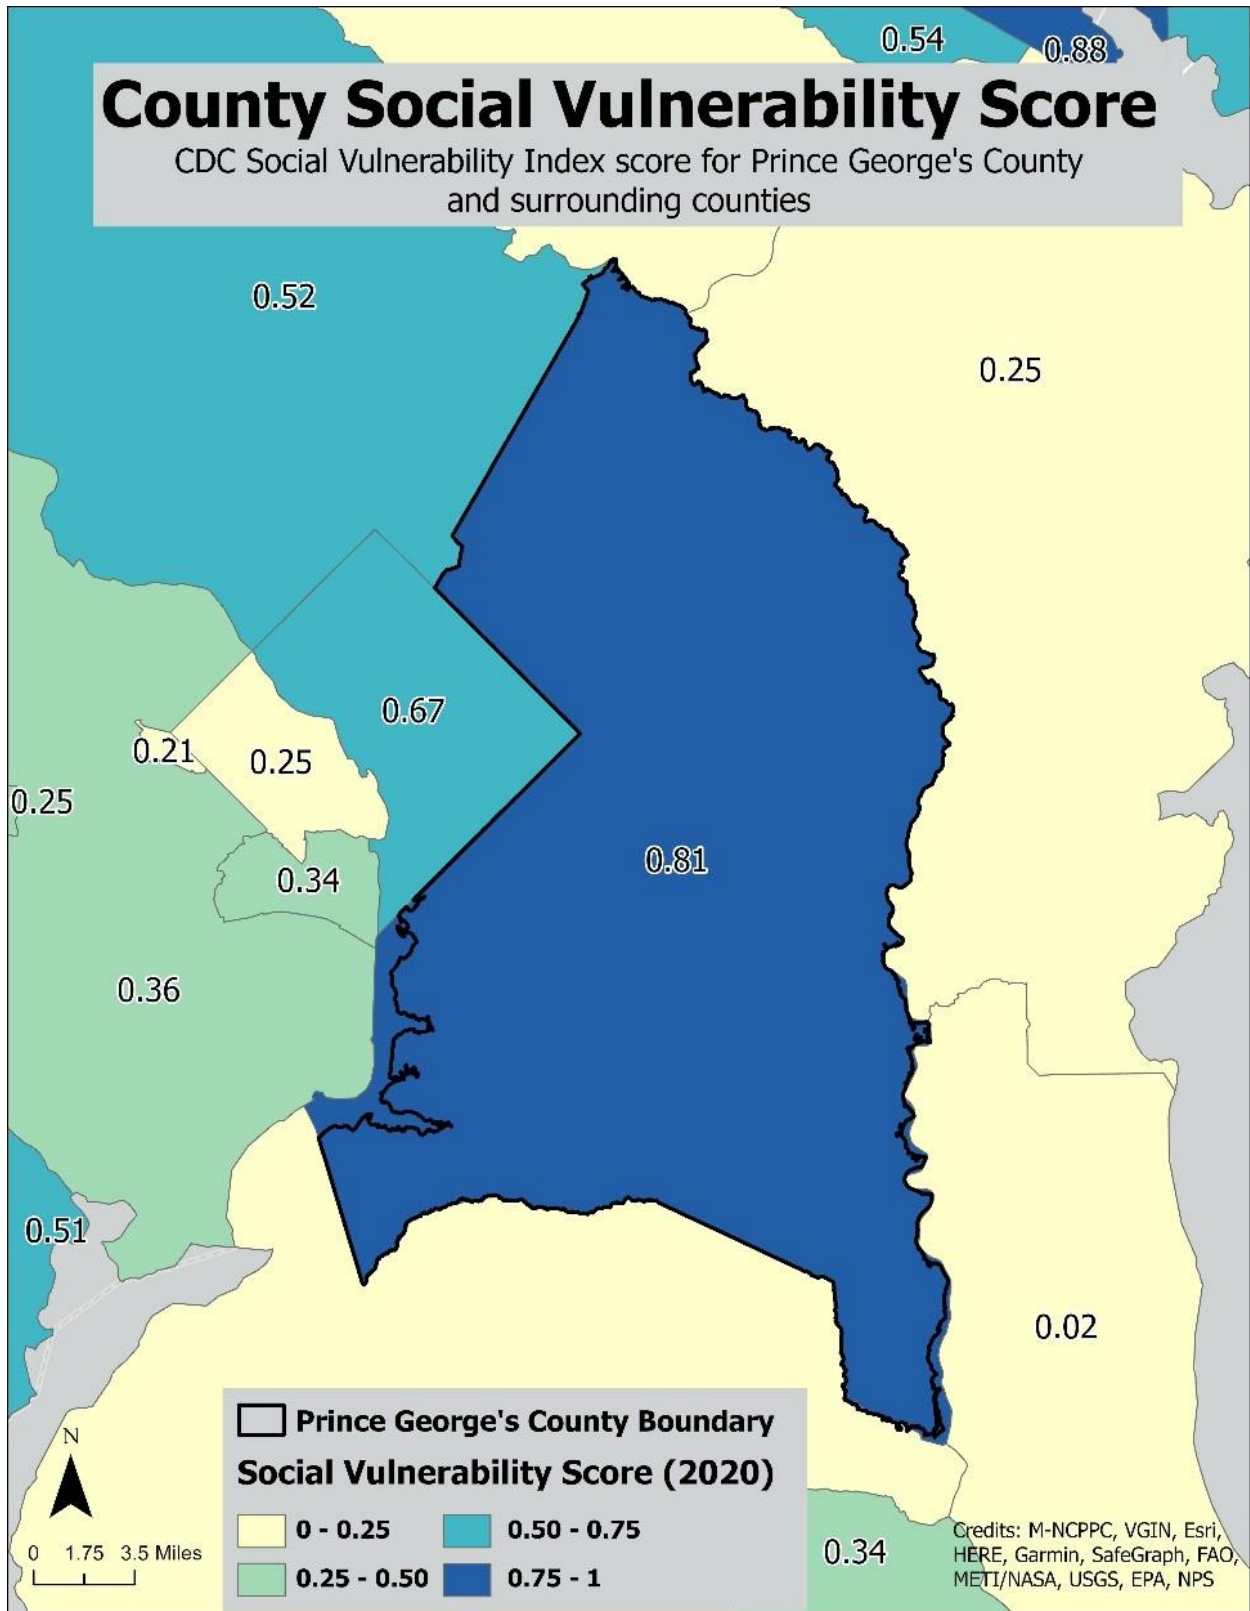 0.54
0.88
County Social Vulnerability Score
CDC Social Vulnerability Index score for Prince George's County
and surrounding counties
0.52
0.25
0.67
0.21
0.25
0.25
0.81
0.34
0.36
0.51
0.02
Prince George's County Boundary
Social Vulnerability Score (2020)
0 - 0.25
0.50 - 0.75
0.25 - 0.50
0.75 - 1
N
0 1.75 3.5 Miles
0.34
Credits: M-NCPPC, VGIN, Esri,
HERE, Garmin, SafeGraph, FAO,
METI/NASA, USGS, EPA, NPS